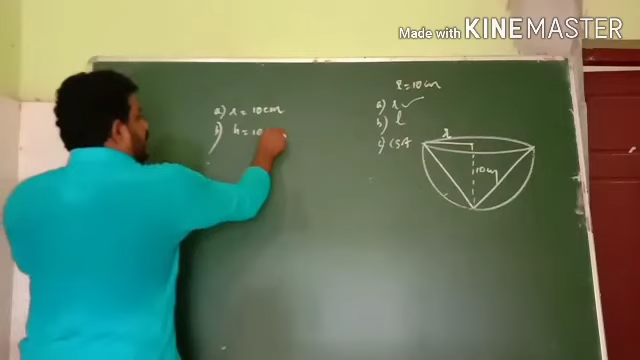 Made with KINEMASTER
r = 10 cm
a) r = 10 cm
a) r ✓
b) h = 10
b) l
c) CSA
r
10 cm